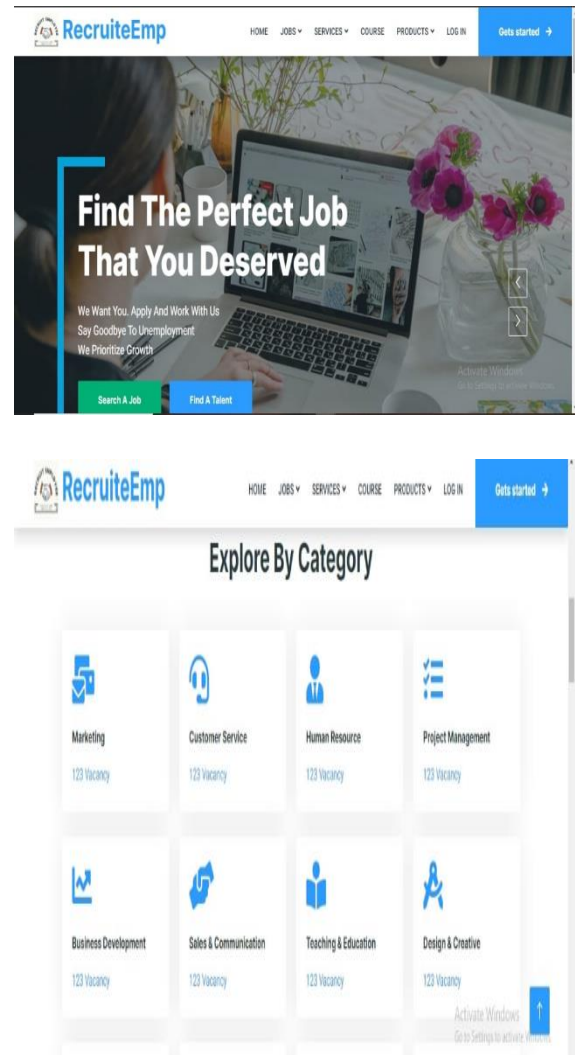 RecruiteEmp
HOME JOBS SERVICES COURSE PRODUCTS LOG IN Gets started
Find The Perfect Job
That You Deserved
We Want You. Apply And Work With Us
Say Goodbye To Unemployment
We Prioritize Growth
Search A Job Find A Talent
Activate Windows
Go to Settings to activate Windows.
RecruiteEmp
HOME JOBS SERVICES COURSE PRODUCTS LOG IN Gets started
Explore By Category
Marketing Customer Service Human Resource Project Management
123 Vacancy 123 Vacancy 123 Vacancy 123 Vacancy
Business Development Sales & Communication Teaching & Education Design & Creative
123 Vacancy 123 Vacancy 123 Vacancy 123 Vacancy
Activate Windows
Go to Settings to activate Windows.